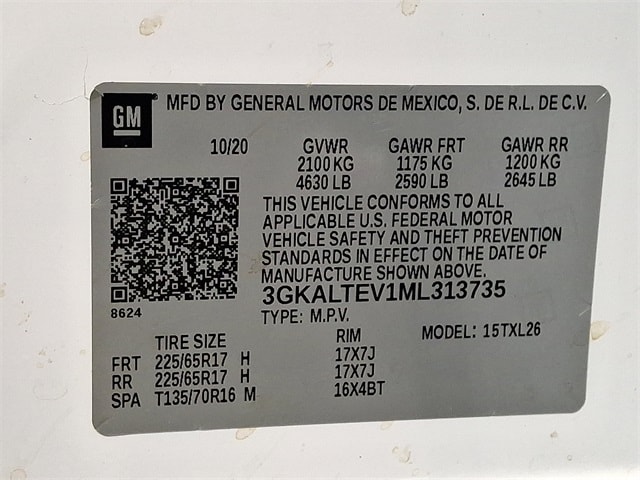 GM
MFD BY GENERAL MOTORS DE MEXICO, S. DE R.L. DE C.V.
10/20 GVWR GAWR FRT GAWR RR
2100 KG 1175 KG 1200 KG
4630 LB 2590 LB 2645 LB
THIS VEHICLE CONFORMS TO ALL
APPLICABLE U.S. FEDERAL MOTOR
VEHICLE SAFETY AND THEFT PREVENTION
STANDARDS IN EFFECT ON THE DATE OF
MANUFACTURE SHOWN ABOVE.
3GKALTEV1ML313735
8624
TYPE: M.P.V. MODEL: 15TXL26
TIRE SIZE RIM
FRT 225/65R17 H 17X7J
RR 225/65R17 H 17X7J
SPA T135/70R16 M 16X4BT